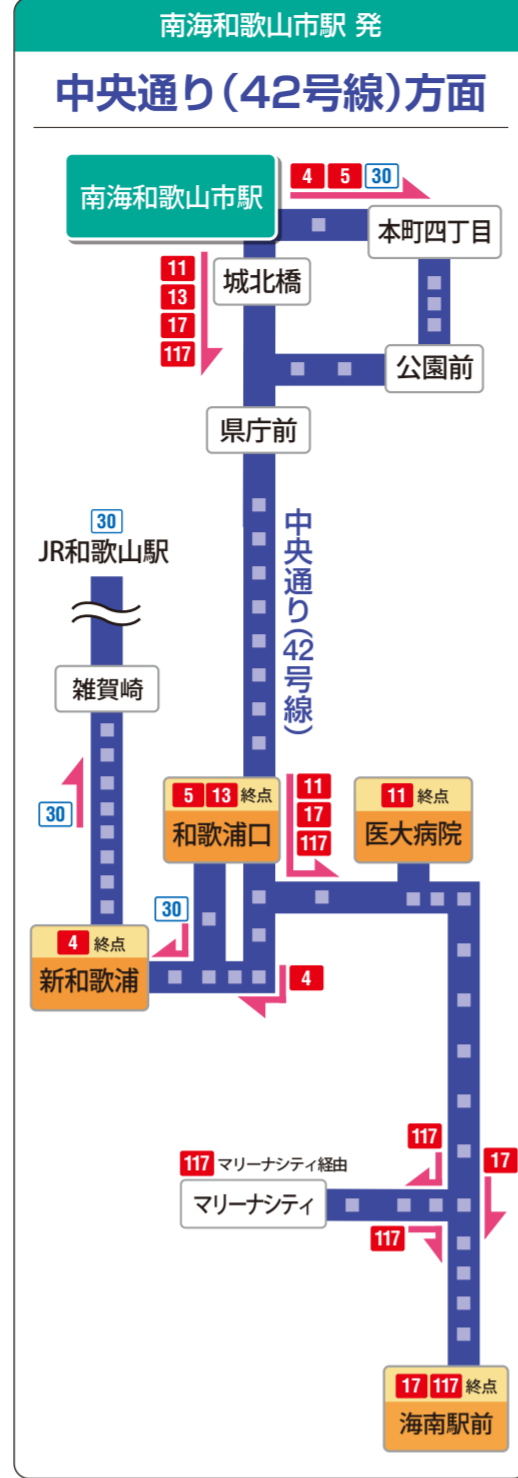 南海和歌山市駅 発
中央通り(42号線)方面
南海和歌山市駅
4 5 30
本町四丁目
11
13
17
117
城北橋
公園前
県庁前
30
JR和歌山駅
中央通り(42号線)
雑賀崎
30
5 13 終点
和歌浦口
11
17
117
11 終点
医大病院
30
4 終点
新和歌浦
4
117
17
117 マリーナシティ経由
マリーナシティ
117
17 117 終点
海南駅前